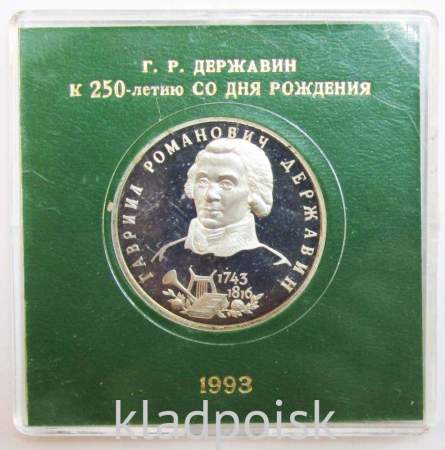 Г. Р. ДЕРЖАВИН
К 250-летию СО ДНЯ РОЖДЕНИЯ
ГАВРИИЛ РОМАНОВИЧ ДЕРЖАВИН
1743
1816
1993
kladpoisk